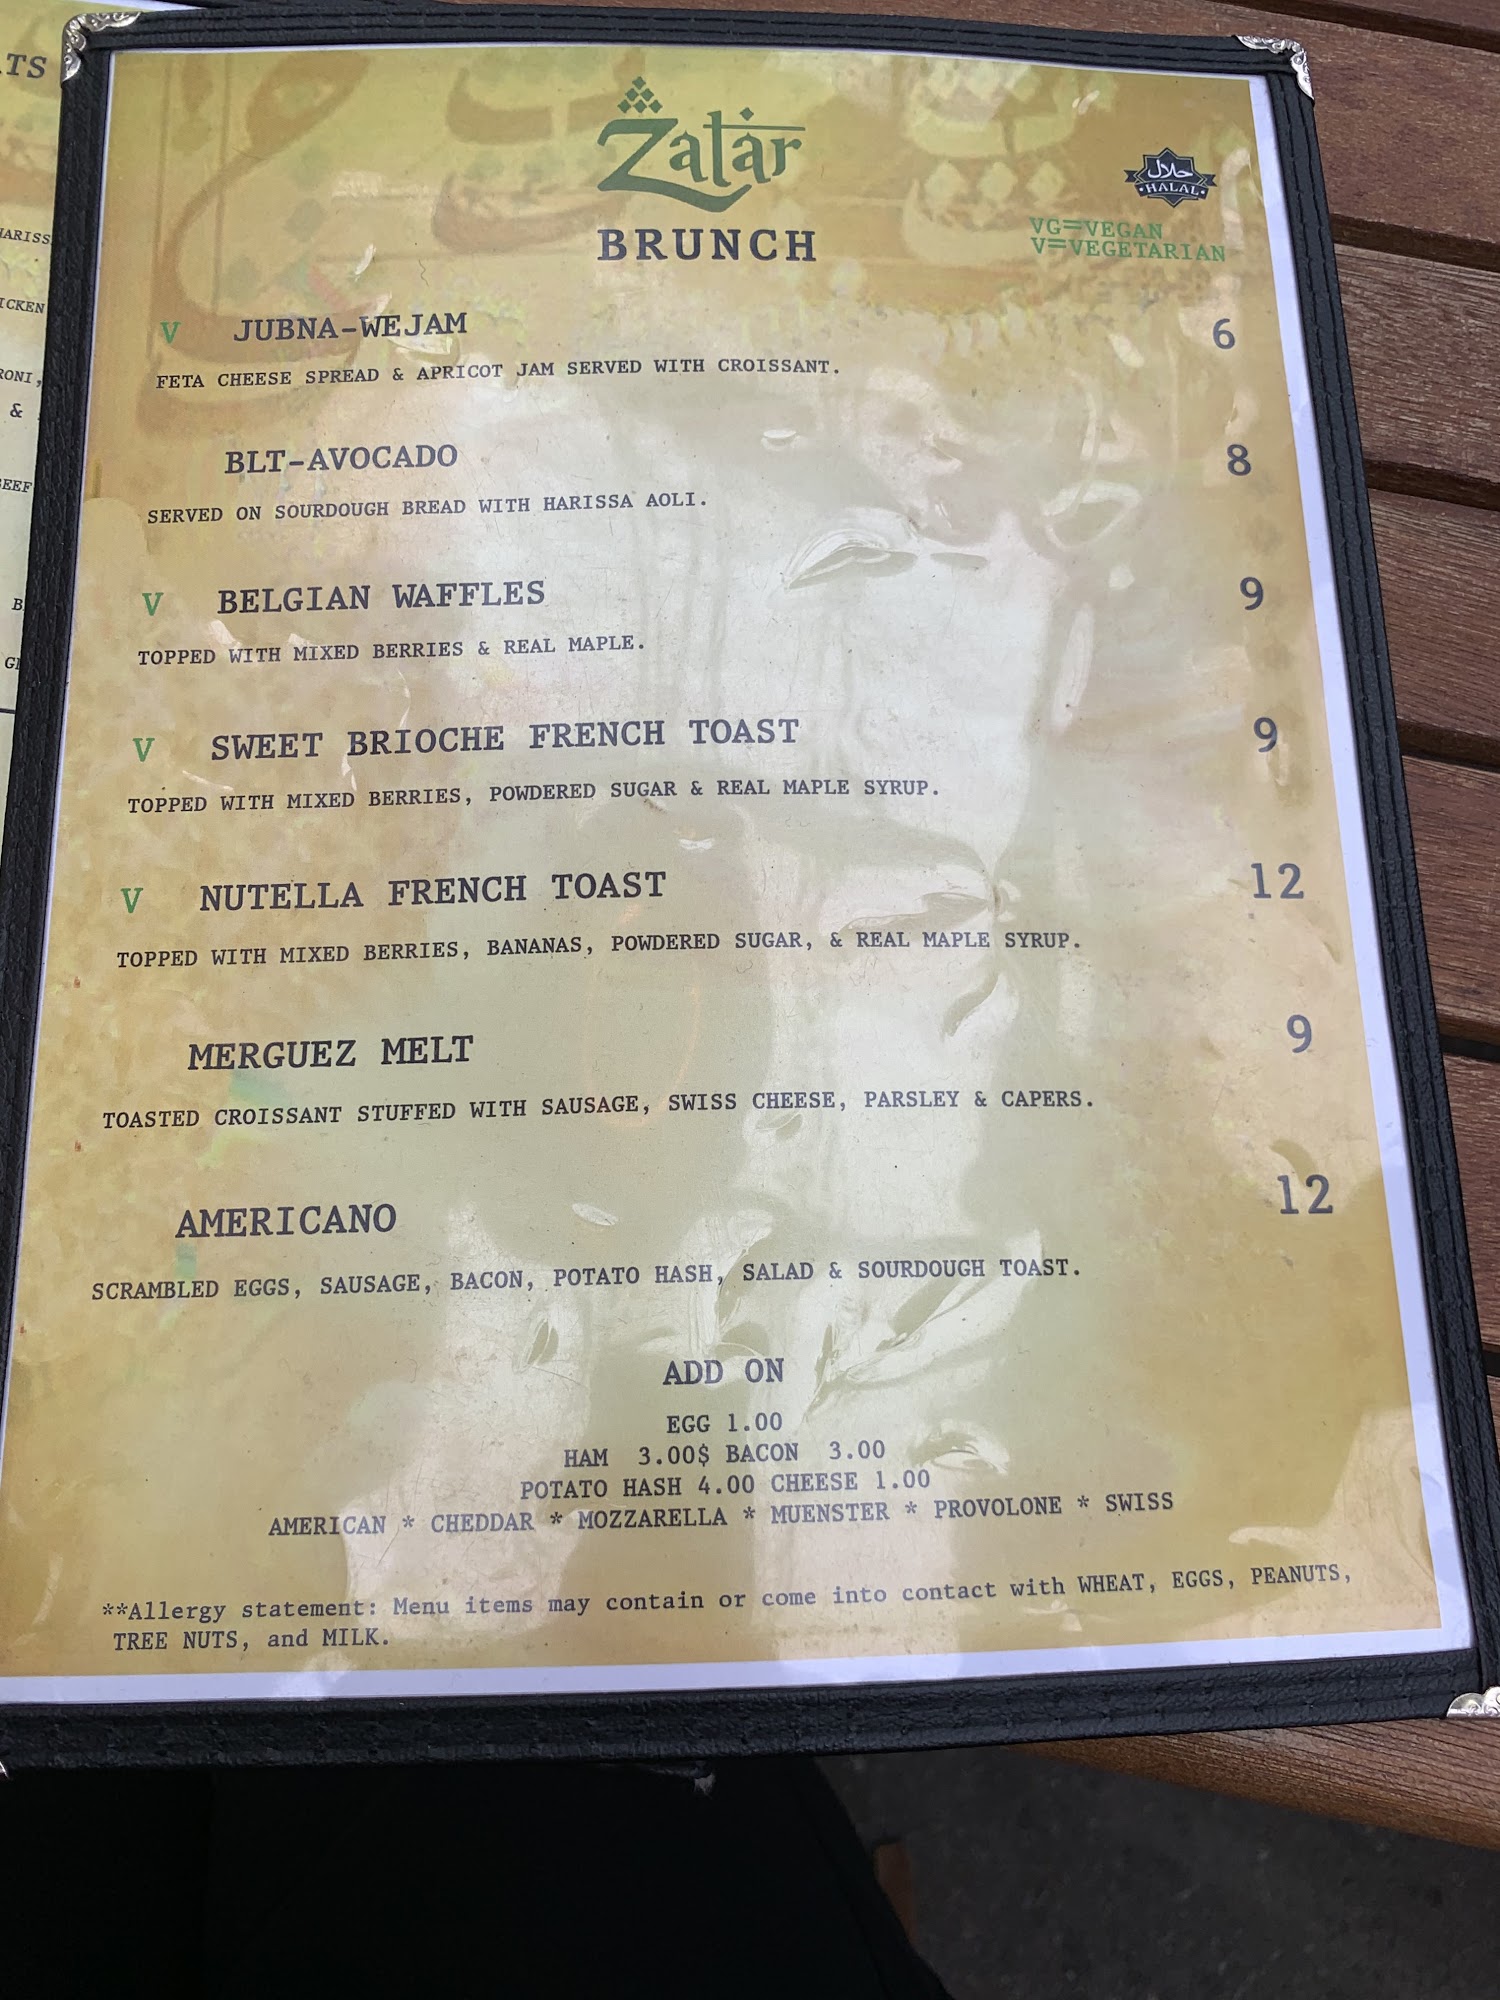 Zatar
BRUNCH
حلال
HALAL
VG=VEGAN
V=VEGETARIAN
V JUBNA-WEJAM 6
FETA CHEESE SPREAD & APRICOT JAM SERVED WITH CROISSANT.
BLT-AVOCADO 8
SERVED ON SOURDOUGH BREAD WITH HARISSA AOLI.
V BELGIAN WAFFLES 9
TOPPED WITH MIXED BERRIES & REAL MAPLE.
V SWEET BRIOCHE FRENCH TOAST 9
TOPPED WITH MIXED BERRIES, POWDERED SUGAR & REAL MAPLE SYRUP.
V NUTELLA FRENCH TOAST 12
TOPPED WITH MIXED BERRIES, BANANAS, POWDERED SUGAR, & REAL MAPLE SYRUP.
MERGUEZ MELT 9
TOASTED CROISSANT STUFFED WITH SAUSAGE, SWISS CHEESE, PARSLEY & CAPERS.
AMERICANO 12
SCRAMBLED EGGS, SAUSAGE, BACON, POTATO HASH, SALAD & SOURDOUGH TOAST.
ADD ON
EGG 1.00
HAM 3.00$ BACON 3.00
POTATO HASH 4.00 CHEESE 1.00
AMERICAN * CHEDDAR * MOZZARELLA * MUENSTER * PROVOLONE * SWISS
**Allergy statement: Menu items may contain or come into contact with WHEAT, EGGS, PEANUTS,
TREE NUTS, and MILK.